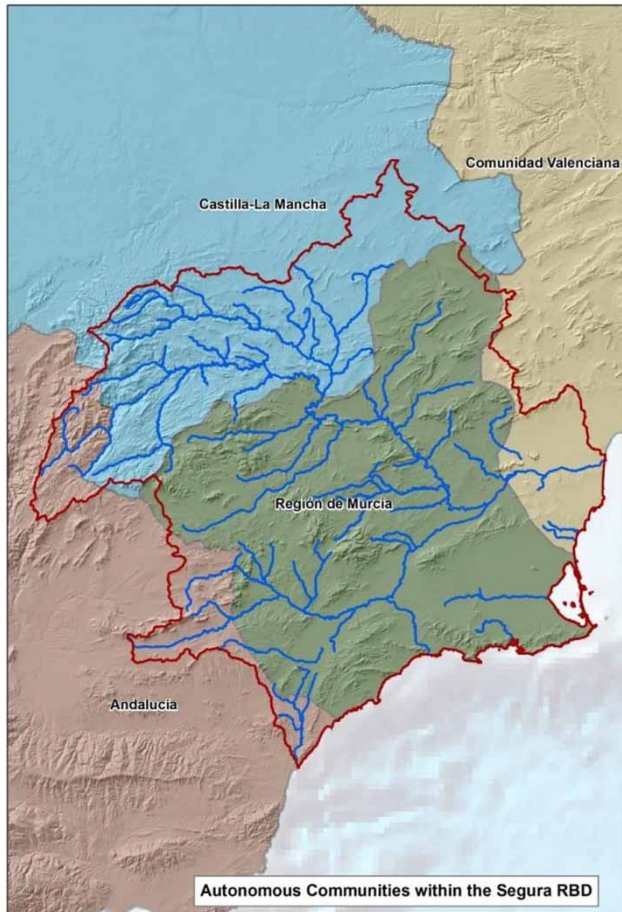 Comunidad Valenciana
Castilla-La Mancha
Región de Murcia
Andalucía
Autonomous Communities within the Segura RBD